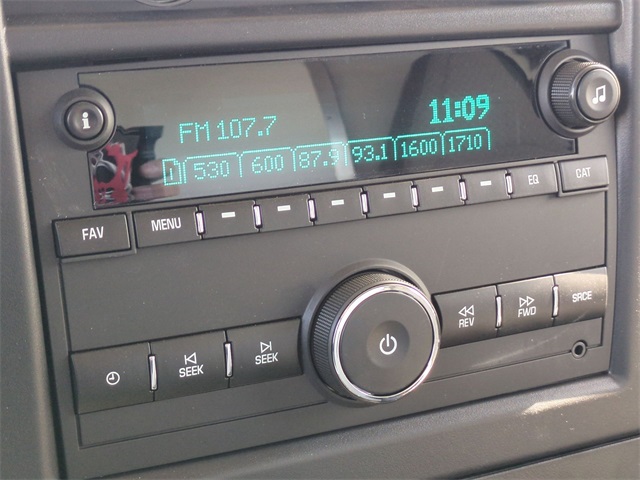 i
FM 107.7
11:09
1 530 600 87.9 93.1 1600 1710
FAV MENU EQ CAT
REV FWD SRCE
SEEK SEEK